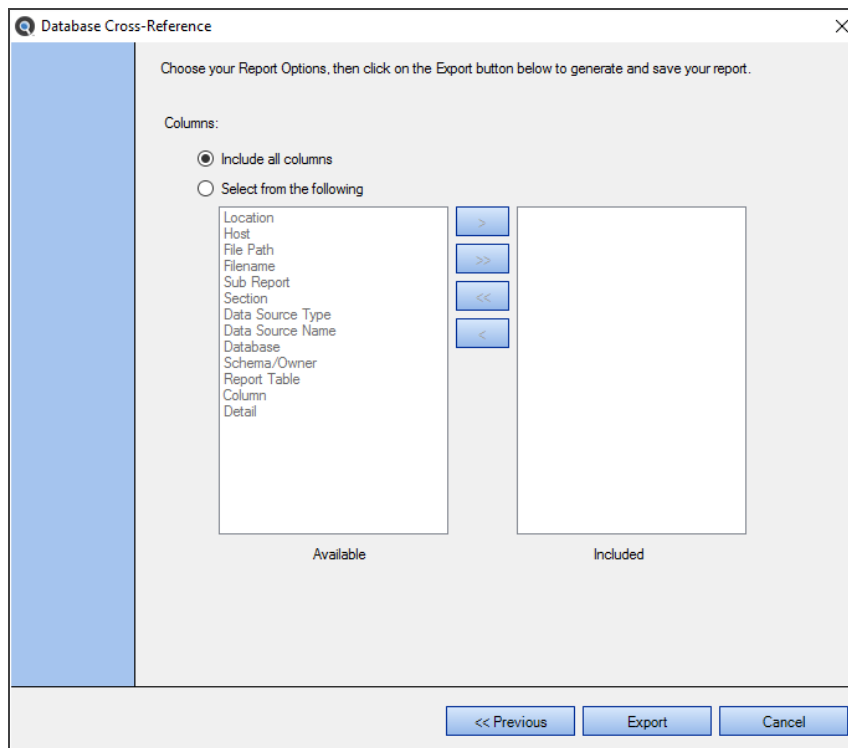 Database Cross-Reference
Choose your Report Options, then click on the Export button below to generate and save your report.
Columns:
Include all columns
Select from the following
Location
Host
File Path
Filename
Sub Report
Section
Data Source Type
Data Source Name
Database
Schema/Owner
Report Table
Column
Detail
>
>>
<<
<
Available
Included
<< Previous
Export
Cancel